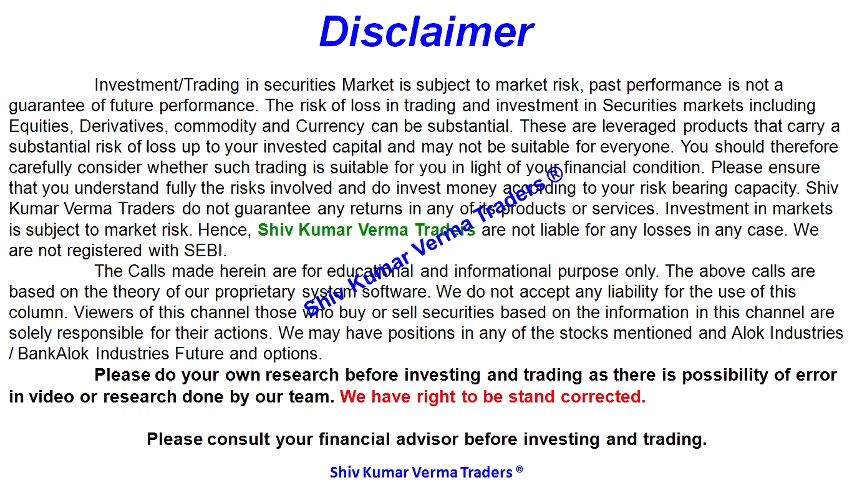 Disclaimer
Investment/Trading in securities Market is subject to market risk, past performance is not a
guarantee of future performance. The risk of loss in trading and investment in Securities markets including
Equities, Derivatives, commodity and Currency can be substantial. These are leveraged products that carry a
substantial risk of loss up to your invested capital and may not be suitable for everyone. You should therefore
carefully consider whether such trading is suitable for you in light of your financial condition. Please ensure
that you understand fully the risks involved and do invest money according to your risk bearing capacity. Shiv
Kumar Verma Traders do not guarantee any returns in any of its products or services. Investment in markets
is subject to market risk. Hence, Shiv Kumar Verma Traders are not liable for any losses in any case. We
are not registered with SEBI.
The Calls made herein are for educational and informational purpose only. The above calls are
based on the theory of our proprietary system software. We do not accept any liability for the use of this
column. Viewers of this channel those who buy or sell securities based on the information in this channel are
solely responsible for their actions. We may have positions in any of the stocks mentioned and Alok Industries
/ BankAlok Industries Future and options.
Please do your own research before investing and trading as there is possibility of error
in video or research done by our team. We have right to be stand corrected.
Please consult your financial advisor before investing and trading.
Shiv Kumar Verma Traders ®
Shiv Kumar Verma Traders ®